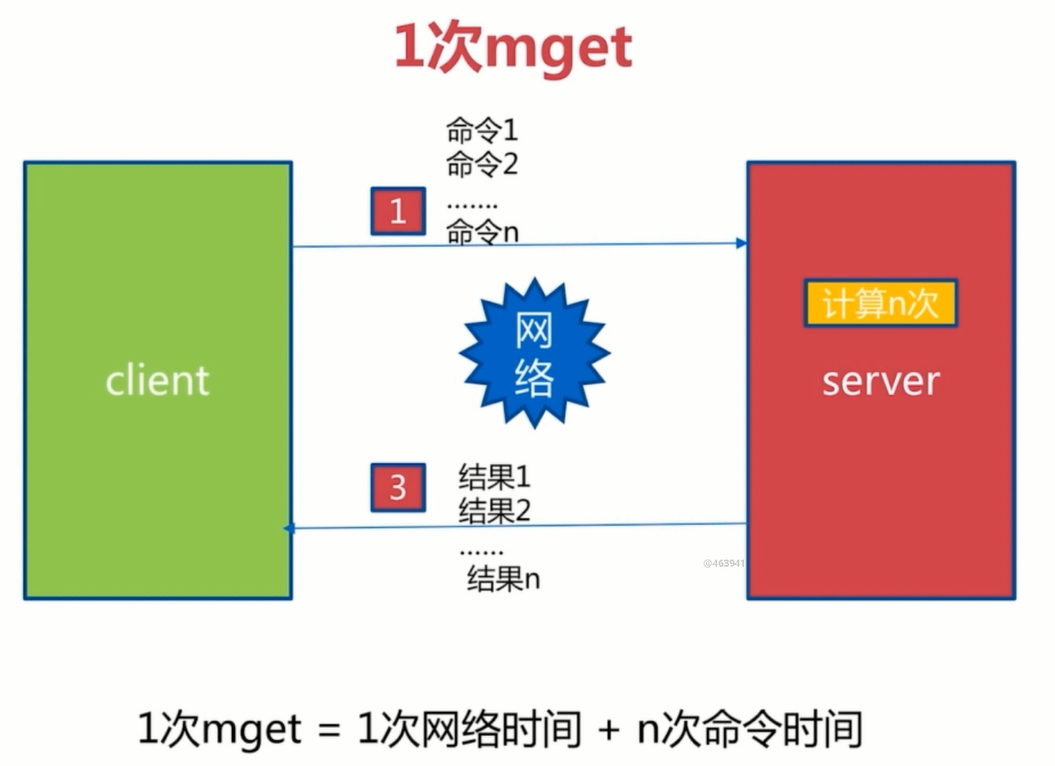 1次mget
命令1
命令2
.......
命令n
1
计算n次
网
络
client
server
3
结果1
结果2
......
结果n
@463941
1次mget = 1次网络时间 + n次命令时间